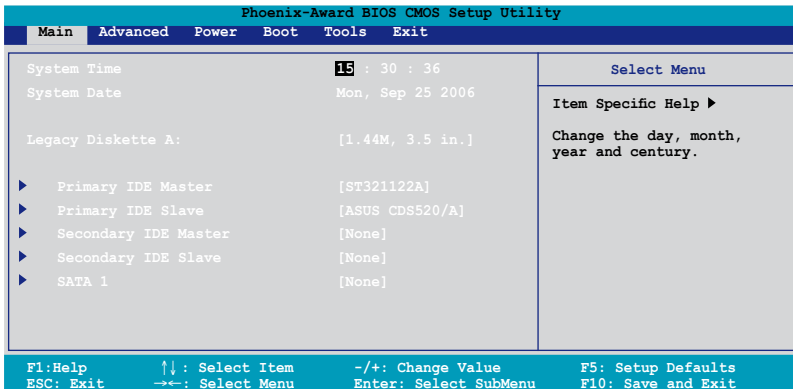 Phoenix-Award BIOS CMOS Setup Utility
Main Advanced Power Boot Tools Exit
System Time 15 : 30 : 36
System Date Mon, Sep 25 2006
Legacy Diskette A: [1.44M, 3.5 in.]
Primary IDE Master [ST321122A]
Primary IDE Slave [ASUS CDS520/A]
Secondary IDE Master [None]
Secondary IDE Slave [None]
SATA 1 [None]
Select Menu
Item Specific Help
Change the day, month,
year and century.
F1:Help ↑↓ : Select Item -/+: Change Value F5: Setup Defaults
ESC: Exit →←: Select Menu Enter: Select SubMenu F10: Save and Exit